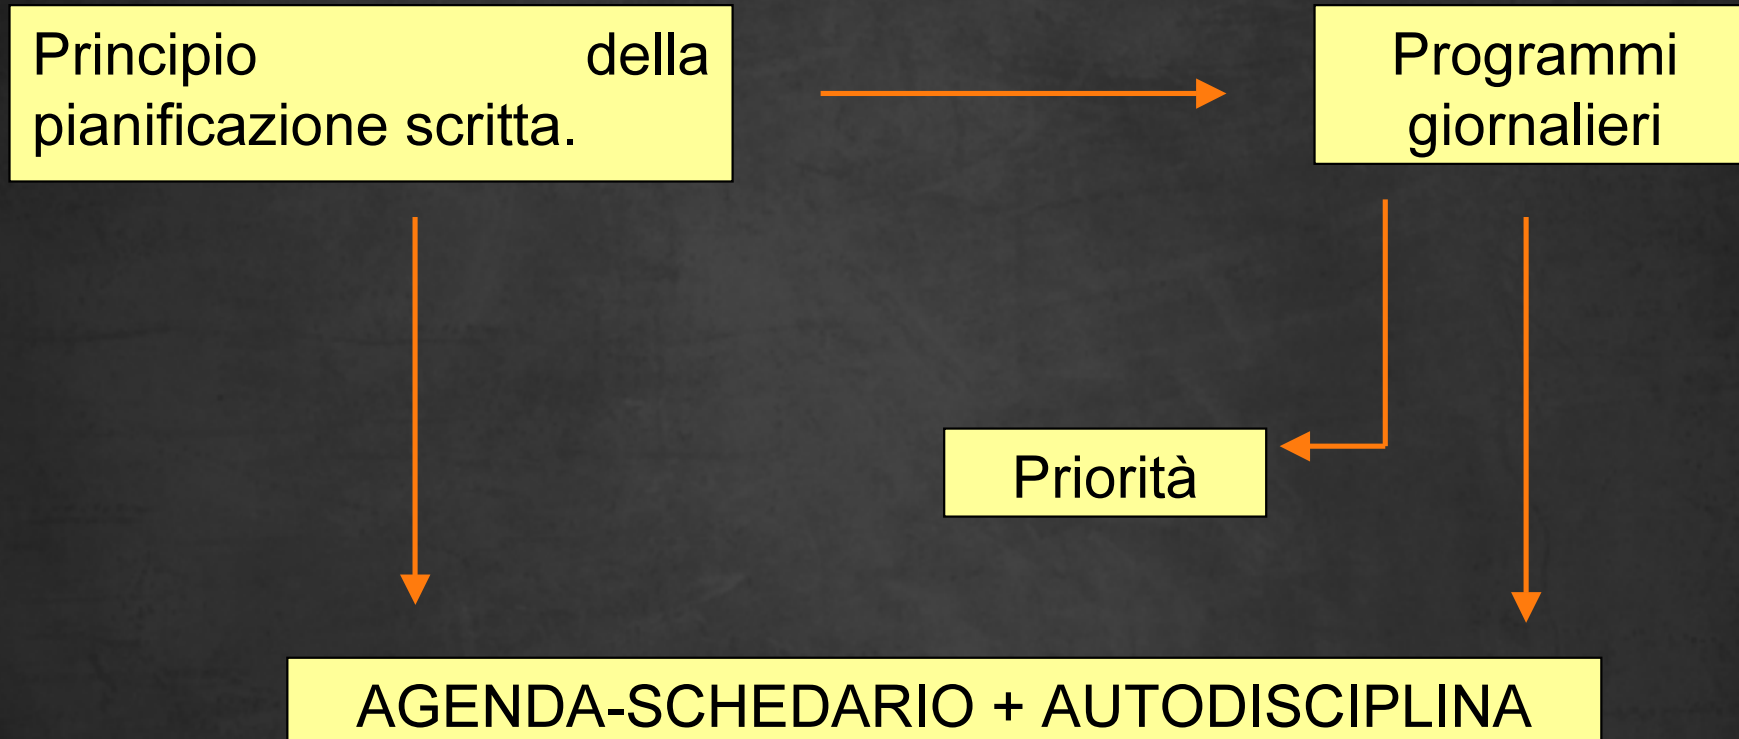 Principio della
pianificazione scritta.
Programmi
giornalieri
Priorità
AGENDA-SCHEDARIO + AUTODISCIPLINA